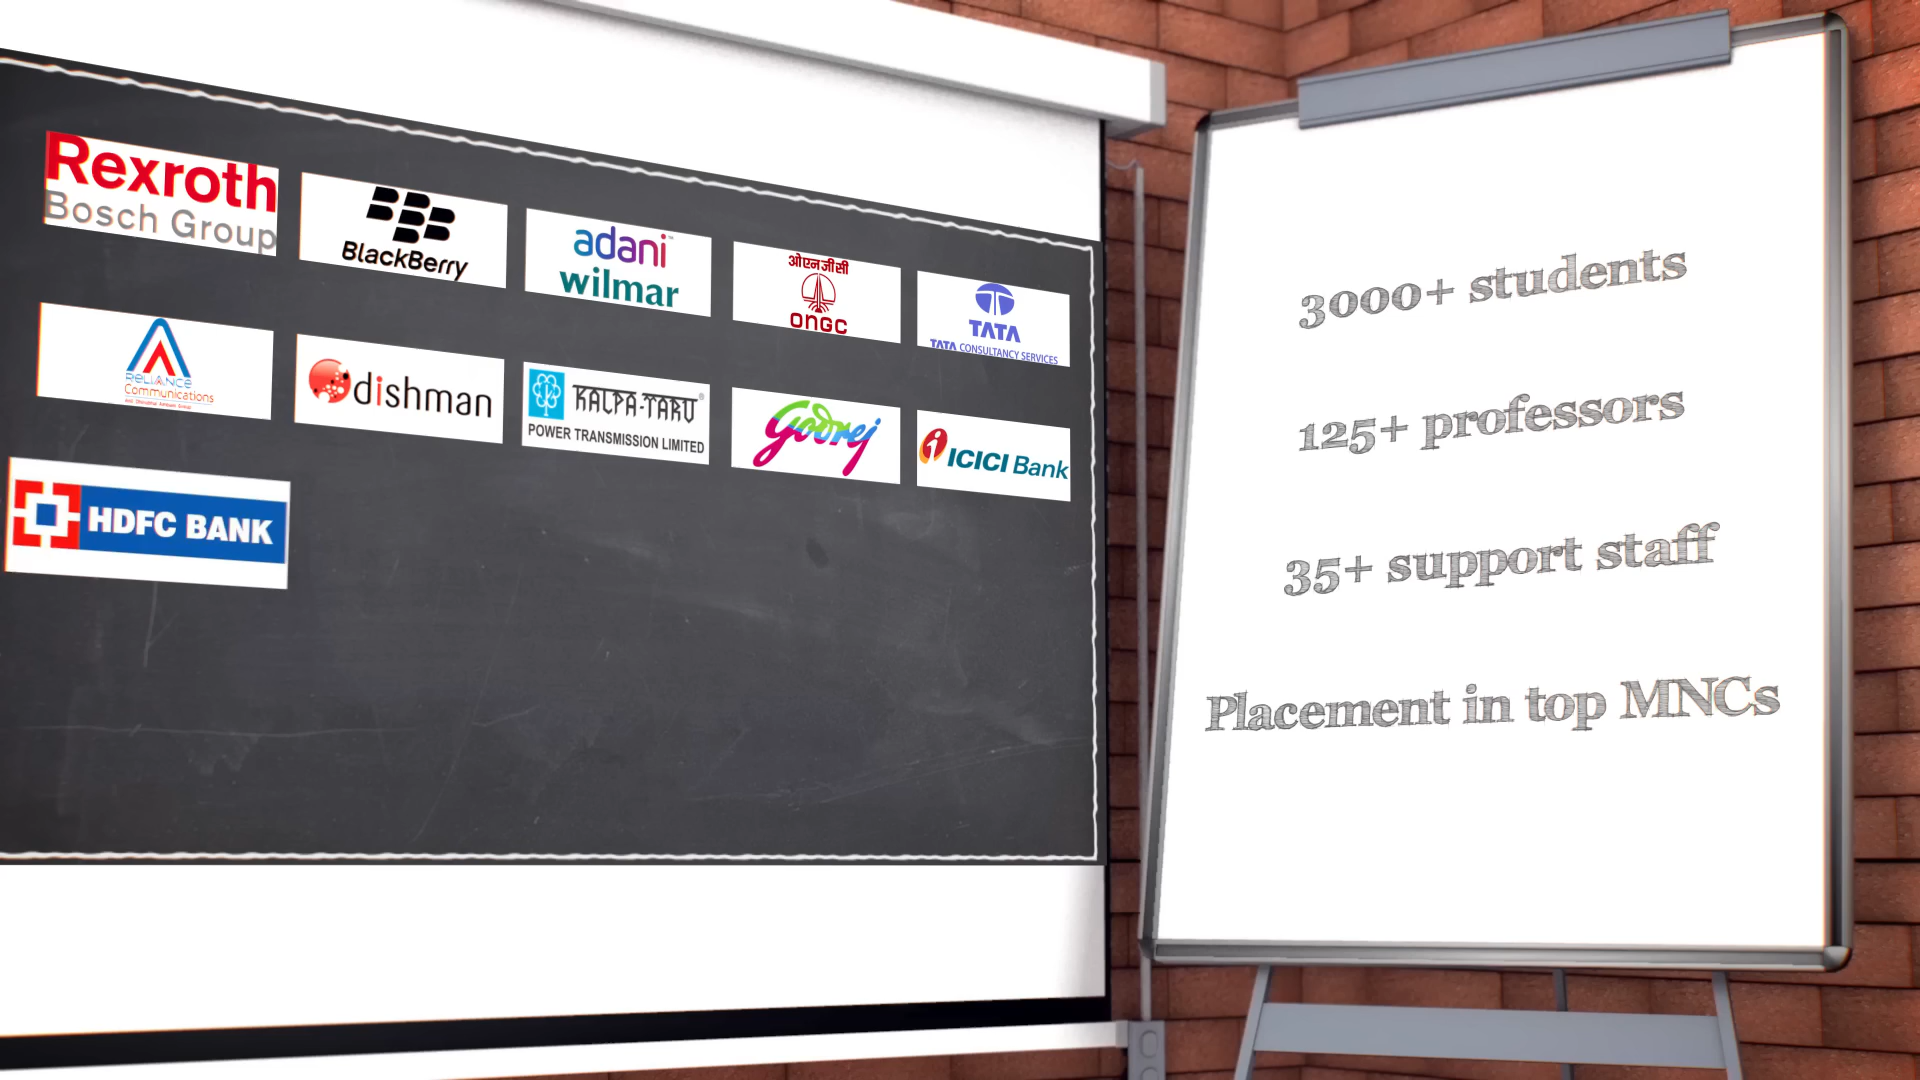 Rexroth
Bosch Group
BlackBerry
adani
wilmar
ओएनजीसी
ONGC
TATA
TATA CONSULTANCY SERVICES
RELIANCE
Communications
dishman
KALPA-TARU®
POWER TRANSMISSION LIMITED
Godrej
ICICI Bank
HDFC BANK
3000+ students
125+ professors
35+ support staff
Placement in top MNCs